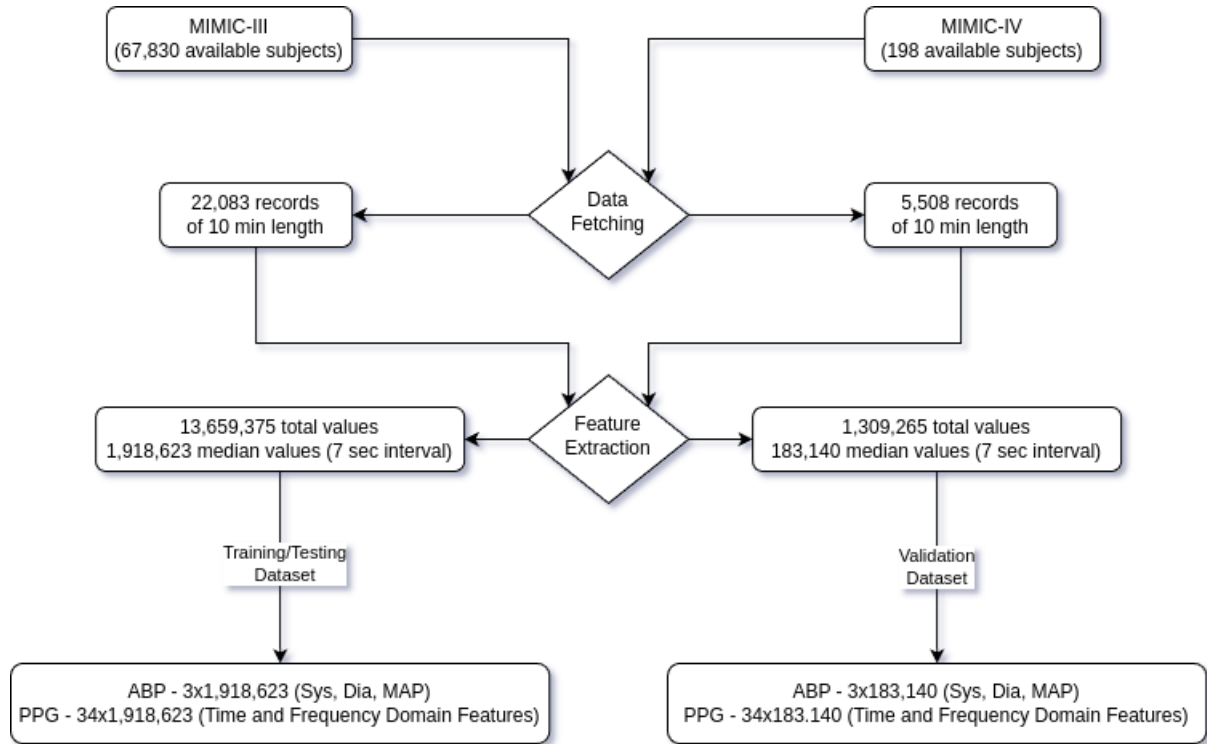 MIMIC-III
(67,830 available subjects)
MIMIC-IV
(198 available subjects)
Data
Fetching
22,083 records
of 10 min length
5,508 records
of 10 min length
Feature
Extraction
13,659,375 total values
1,918,623 median values (7 sec interval)
1,309,265 total values
183,140 median values (7 sec interval)
Training/Testing
Dataset
Validation
Dataset
ABP - 3x1,918,623 (Sys, Dia, MAP)
PPG - 34x1,918,623 (Time and Frequency Domain Features)
ABP - 3x183,140 (Sys, Dia, MAP)
PPG - 34x183.140 (Time and Frequency Domain Features)